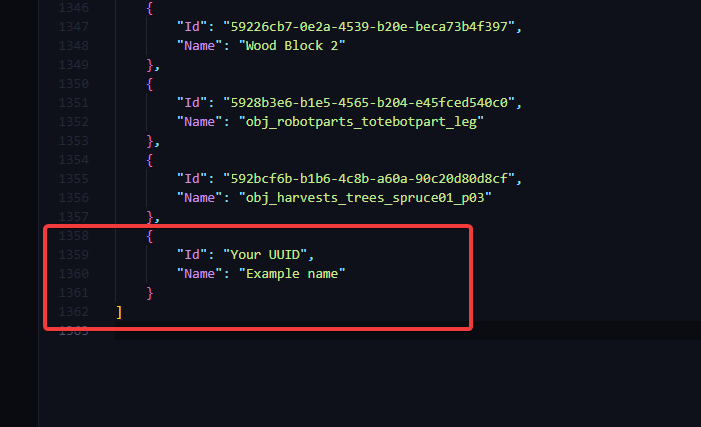 1346 {
1347 "Id": "59226cb7-0e2a-4539-b20e-beca73b4f397",
1348 "Name": "Wood Block 2"
1349 },
1350 {
1351 "Id": "5928b3e6-b1e5-4565-b204-e45fced540c0",
1352 "Name": "obj_robotparts_totebotpart_leg"
1353 },
1354 {
1355 "Id": "592bcf6b-b1b6-4c8b-a60a-90c20d80d8cf",
1356 "Name": "obj_harvests_trees_spruce01_p03"
1357 },
1358 {
1359 "Id": "Your UUID",
1360 "Name": "Example name"
1361 }
1362 ]
1363